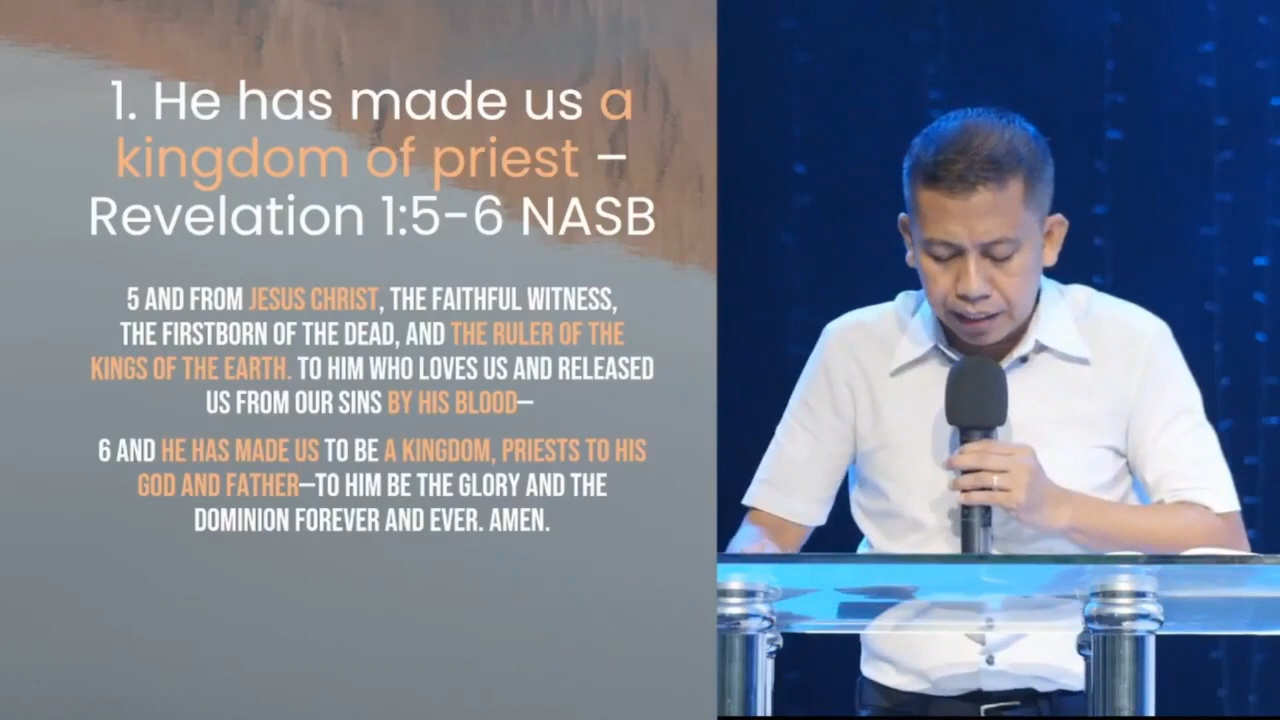 1. He has made us a
kingdom of priest –
Revelation 1:5-6 NASB
5 AND FROM JESUS CHRIST, THE FAITHFUL WITNESS,
THE FIRSTBORN OF THE DEAD, AND THE RULER OF THE
KINGS OF THE EARTH. TO HIM WHO LOVES US AND RELEASED
US FROM OUR SINS BY HIS BLOOD—
6 AND HE HAS MADE US TO BE A KINGDOM, PRIESTS TO HIS
GOD AND FATHER—TO HIM BE THE GLORY AND THE
DOMINION FOREVER AND EVER. AMEN.